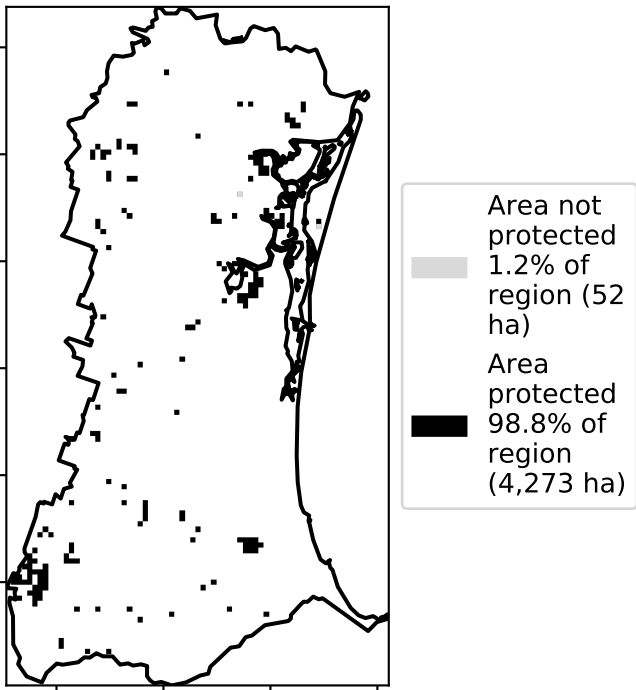 Area not
protected
1.2% of
region (52
ha)
Area
protected
98.8% of
region
(4,273 ha)